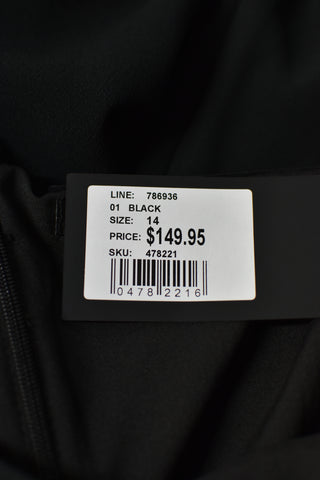 LINE: 786936
01 BLACK
SIZE: 14
PRICE: $149.95
SKU: 478221
0478 2216